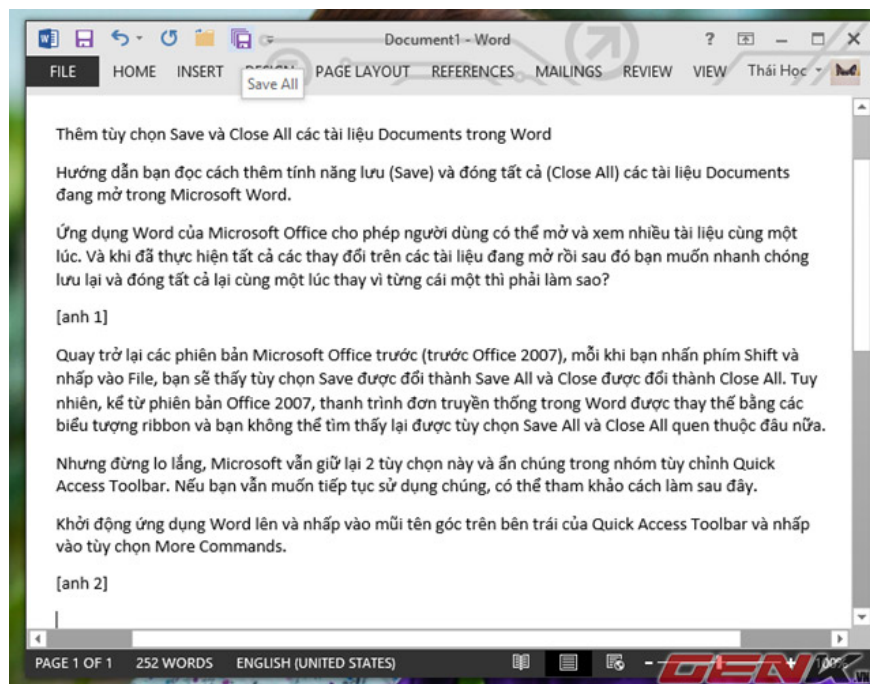 Document1 - Word
FILE HOME INSERT DESIGN PAGE LAYOUT REFERENCES MAILINGS REVIEW VIEW Thái Học
Save All
Thêm tùy chọn Save và Close All các tài liệu Documents trong Word
Hướng dẫn bạn đọc cách thêm tính năng lưu (Save) và đóng tất cả (Close All) các tài liệu Documents
đang mở trong Microsoft Word.
Ứng dụng Word của Microsoft Office cho phép người dùng có thể mở và xem nhiều tài liệu cùng một
lúc. Và khi đã thực hiện tất cả các thay đổi trên các tài liệu đang mở rồi sau đó bạn muốn nhanh chóng
lưu lại và đóng tất cả lại cùng một lúc thay vì từng cái một thì phải làm sao?
[anh 1]
Quay trở lại các phiên bản Microsoft Office trước (trước Office 2007), mỗi khi bạn nhấn phím Shift và
nhấp vào File, bạn sẽ thấy tùy chọn Save được đổi thành Save All và Close được đổi thành Close All. Tuy
nhiên, kể từ phiên bản Office 2007, thanh trình đơn truyền thống trong Word được thay thế bằng các
biểu tượng ribbon và bạn không thể tìm thấy lại được tùy chọn Save All và Close All quen thuộc đâu nữa.
Nhưng đừng lo lắng, Microsoft vẫn giữ lại 2 tùy chọn này và ẩn chúng trong nhóm tùy chỉnh Quick
Access Toolbar. Nếu bạn vẫn muốn tiếp tục sử dụng chúng, có thể tham khảo cách làm sau đây.
Khởi động ứng dụng Word lên và nhấp vào mũi tên góc trên bên trái của Quick Access Toolbar và nhấp
vào tùy chọn More Commands.
[anh 2]
PAGE 1 OF 1 252 WORDS ENGLISH (UNITED STATES) 100%
GENK.VN